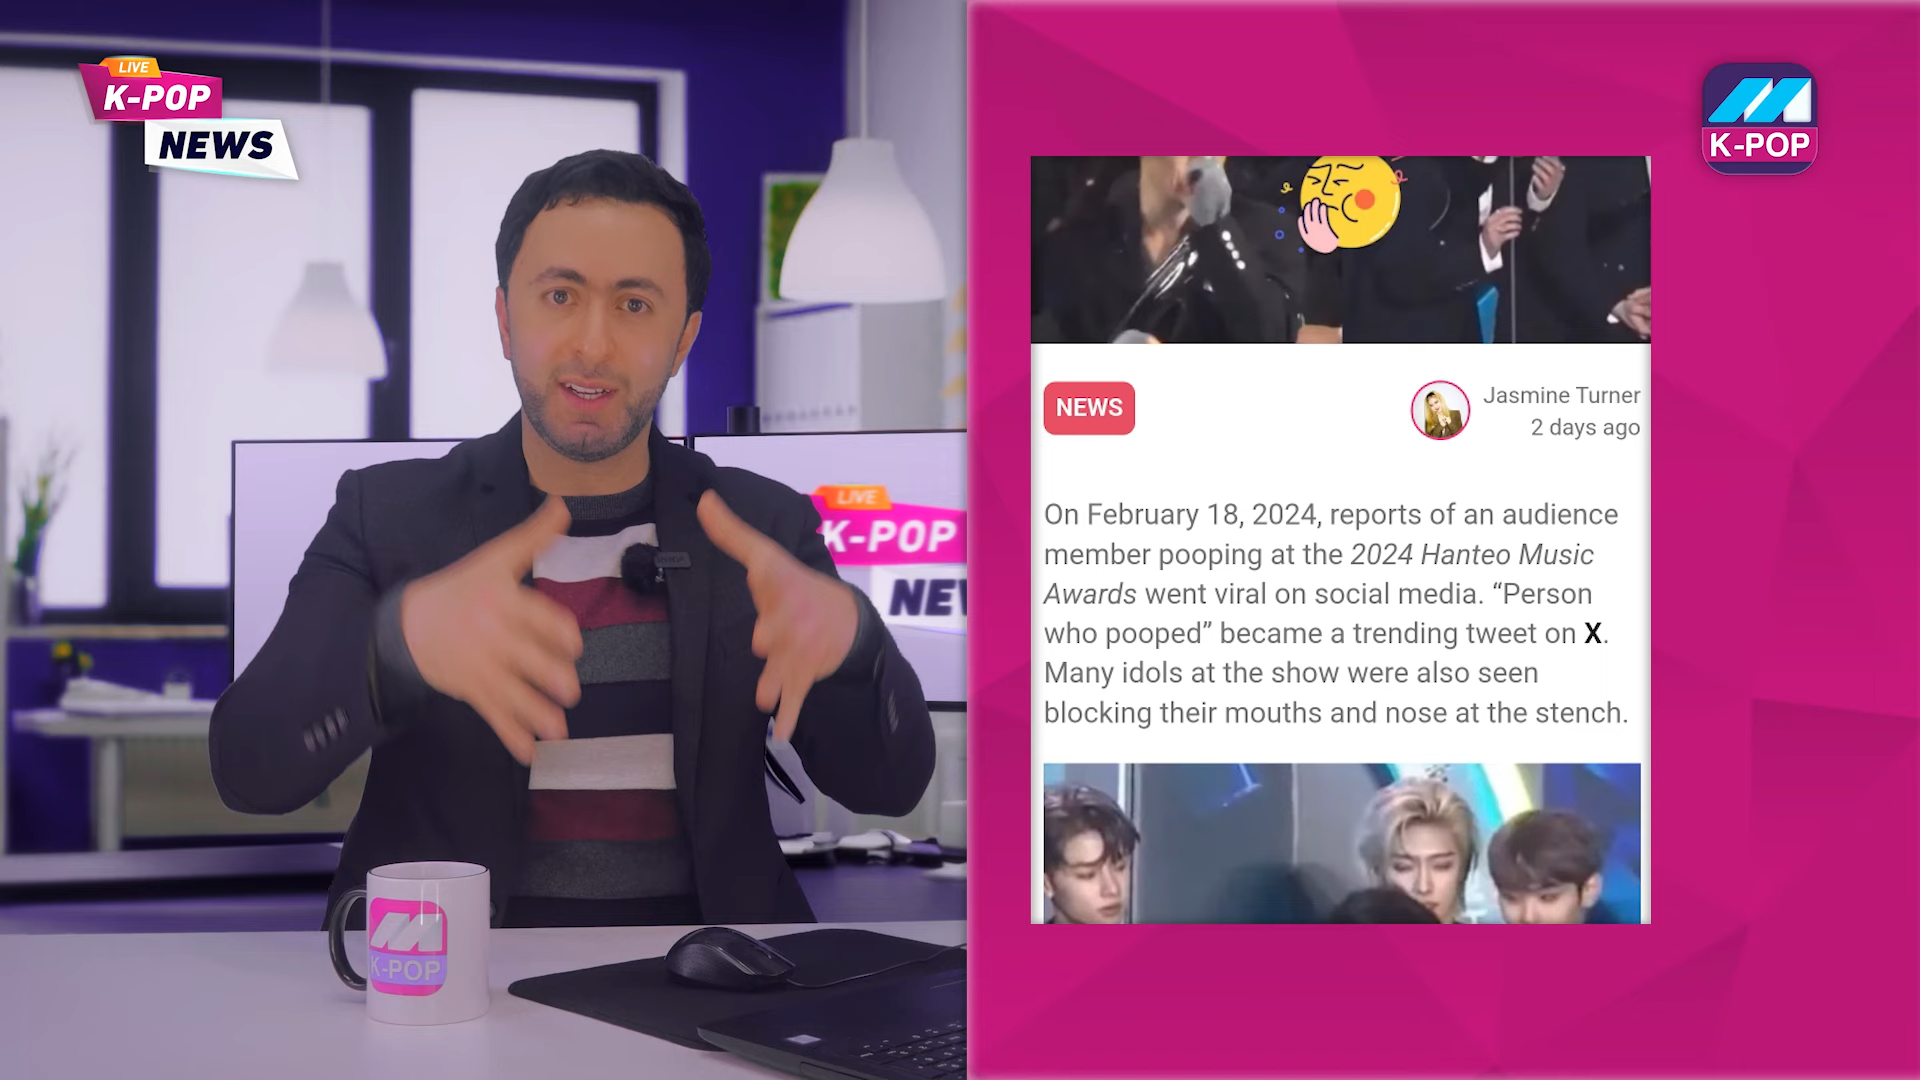 LIVE
K-POP
NEWS
K-POP
NEWS
Jasmine Turner
2 days ago
On February 18, 2024, reports of an audience
member pooping at the 2024 Hanteo Music
Awards went viral on social media. “Person
who pooped” became a trending tweet on X.
Many idols at the show were also seen
blocking their mouths and nose at the stench.
LIVE
K-POP
NEW
K-POP